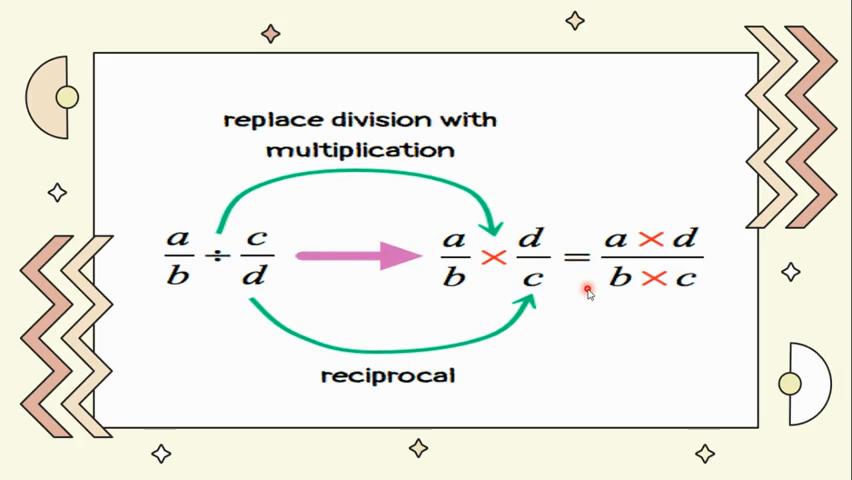 replace division with
multiplication
a/b ÷ c/d a/b × d/c = a × d/b × c
reciprocal